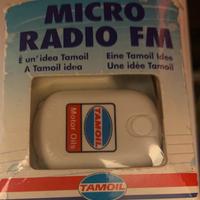 MICRO
RADIO FM
È un'idea Tamoil Eine Tamoil Idee
A Tamoil idea Une idée Tamoil
TAMOIL
Motor Oils
TAMOIL